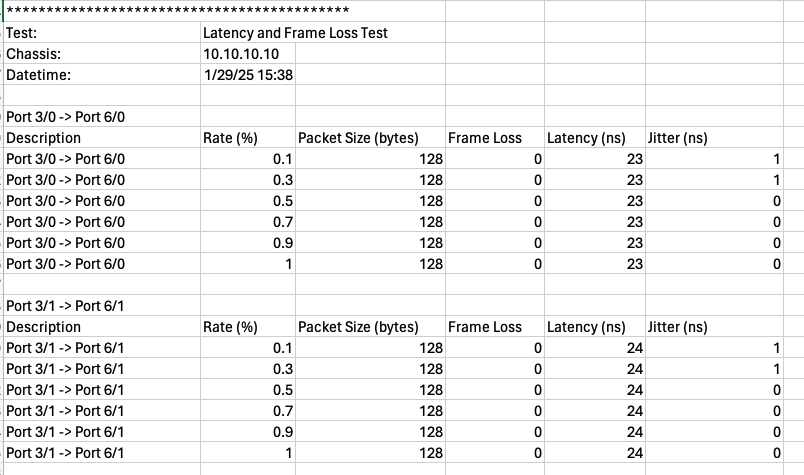 ******************************************
Test: Latency and Frame Loss Test
Chassis: 10.10.10.10
Datetime: 1/29/25 15:38
Port 3/0 -> Port 6/0
Description Rate (%) Packet Size (bytes) Frame Loss Latency (ns) Jitter (ns)
Port 3/0 -> Port 6/0 0.1 128 0 23 1
Port 3/0 -> Port 6/0 0.3 128 0 23 1
Port 3/0 -> Port 6/0 0.5 128 0 23 0
Port 3/0 -> Port 6/0 0.7 128 0 23 0
Port 3/0 -> Port 6/0 0.9 128 0 23 0
Port 3/0 -> Port 6/0 1 128 0 23 0
Port 3/1 -> Port 6/1
Description Rate (%) Packet Size (bytes) Frame Loss Latency (ns) Jitter (ns)
Port 3/1 -> Port 6/1 0.1 128 0 24 1
Port 3/1 -> Port 6/1 0.3 128 0 24 1
Port 3/1 -> Port 6/1 0.5 128 0 24 0
Port 3/1 -> Port 6/1 0.7 128 0 24 0
Port 3/1 -> Port 6/1 0.9 128 0 24 0
Port 3/1 -> Port 6/1 1 128 0 24 0